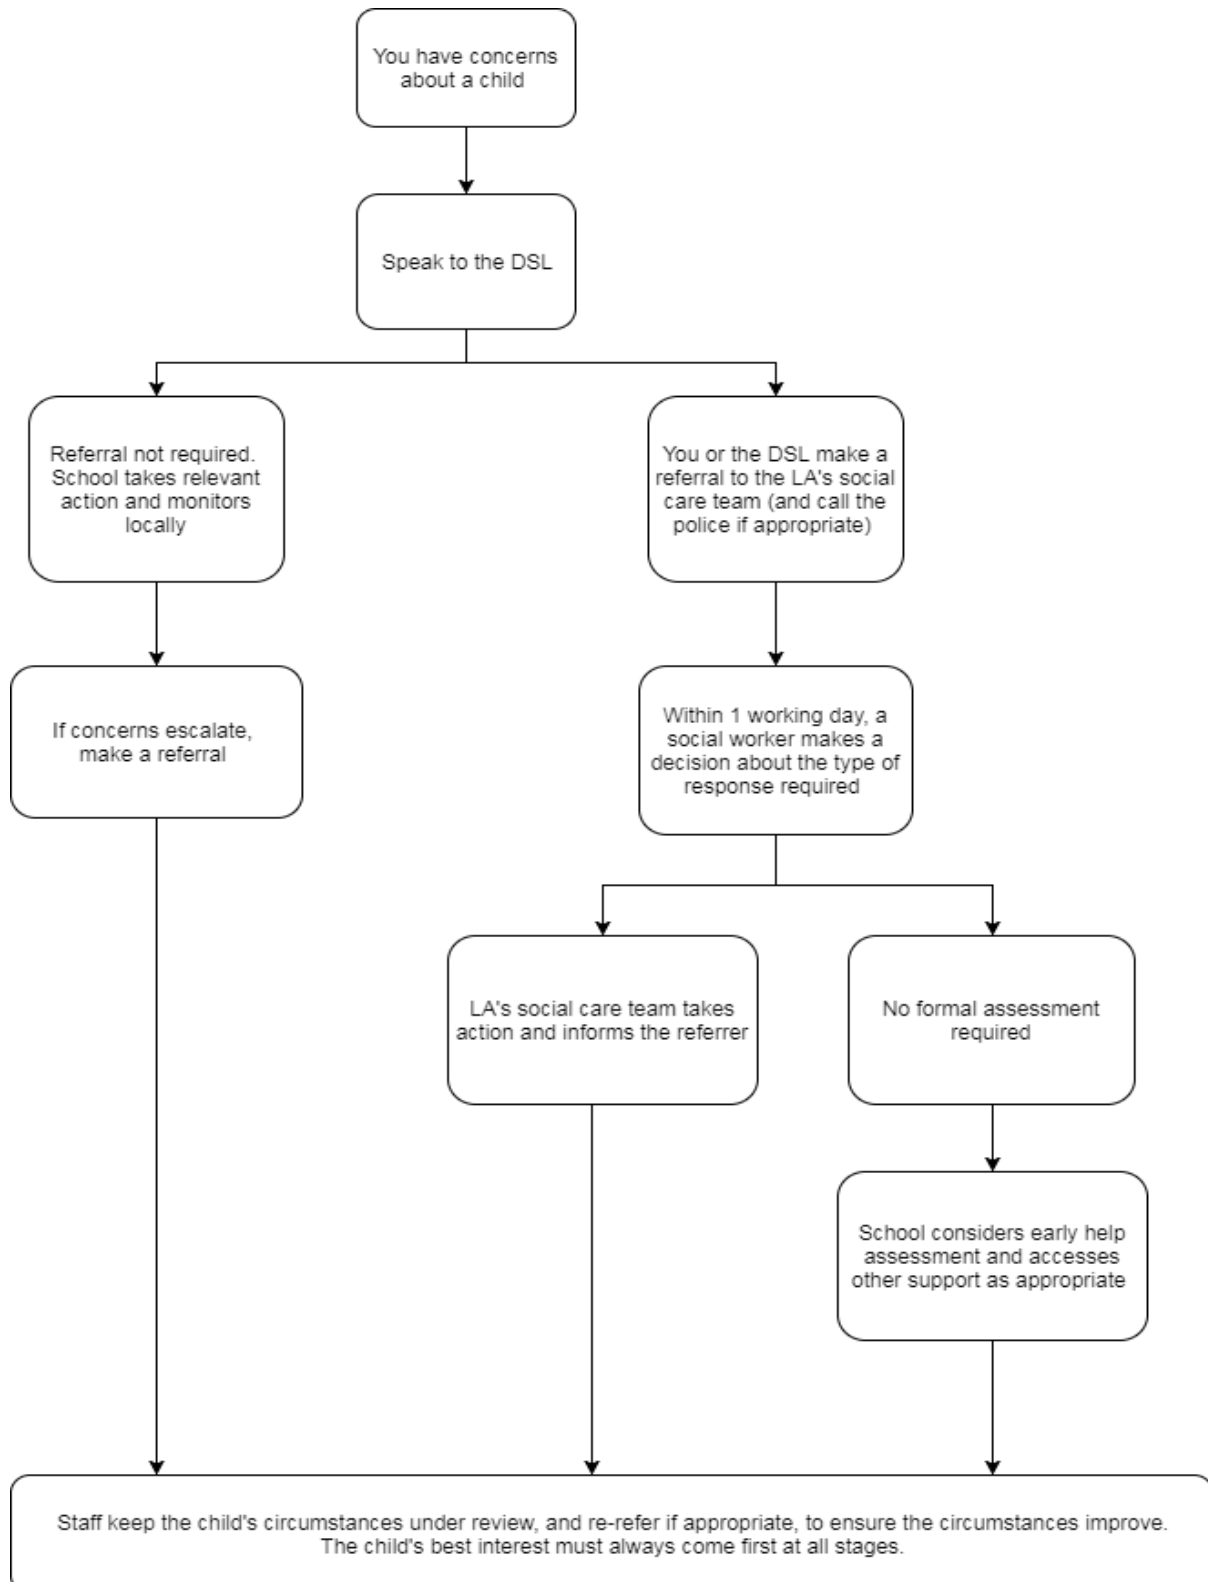 You have concerns
about a child
Speak to the DSL
Referral not required.
School takes relevant
action and monitors
locally
You or the DSL make a
referral to the LA's social
care team (and call the
police if appropriate)
If concerns escalate,
make a referral
Within 1 working day, a
social worker makes a
decision about the type of
response required
LA's social care team takes
action and informs the referrer
No formal assessment
required
School considers early help
assessment and accesses
other support as appropriate
Staff keep the child's circumstances under review, and re-refer if appropriate, to ensure the circumstances improve.
The child's best interest must always come first at all stages.